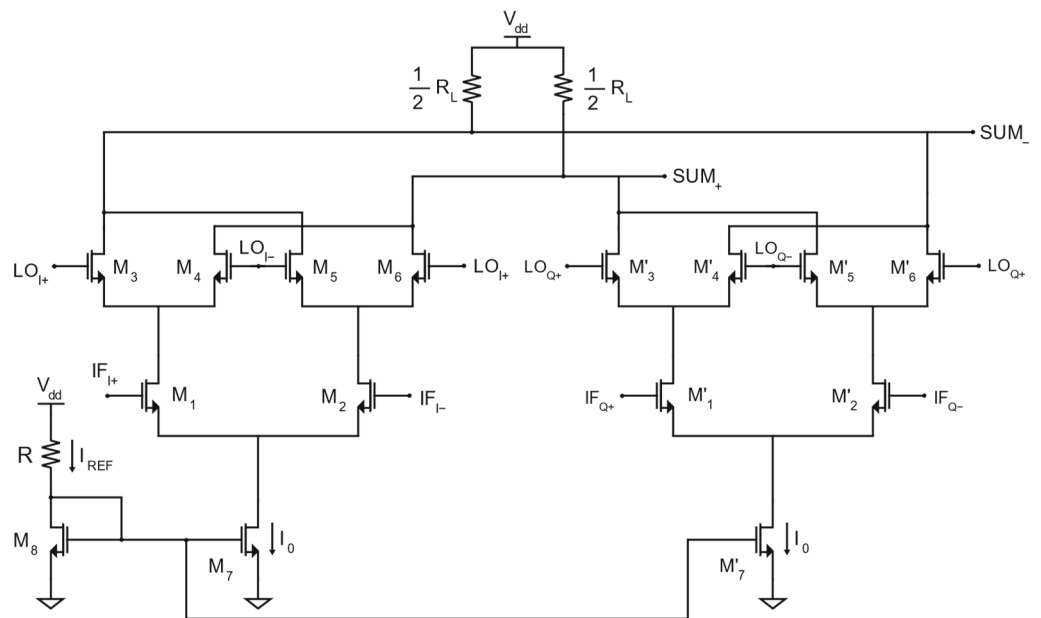 V_dd
1/2 R_L 1/2 R_L
SUM_−
SUM_+
LO_I+ M_3 M_4 LO_I− M_5 M_6 LO_I+ LO_Q+ M'_3 M'_4 LO_Q− M'_5 M'_6 LO_Q+
IF_I+ M_1 M_2 IF_I− IF_Q+ M'_1 M'_2 IF_Q−
V_dd
R I_REF
M_8 M_7 I_0 M'_7 I_0